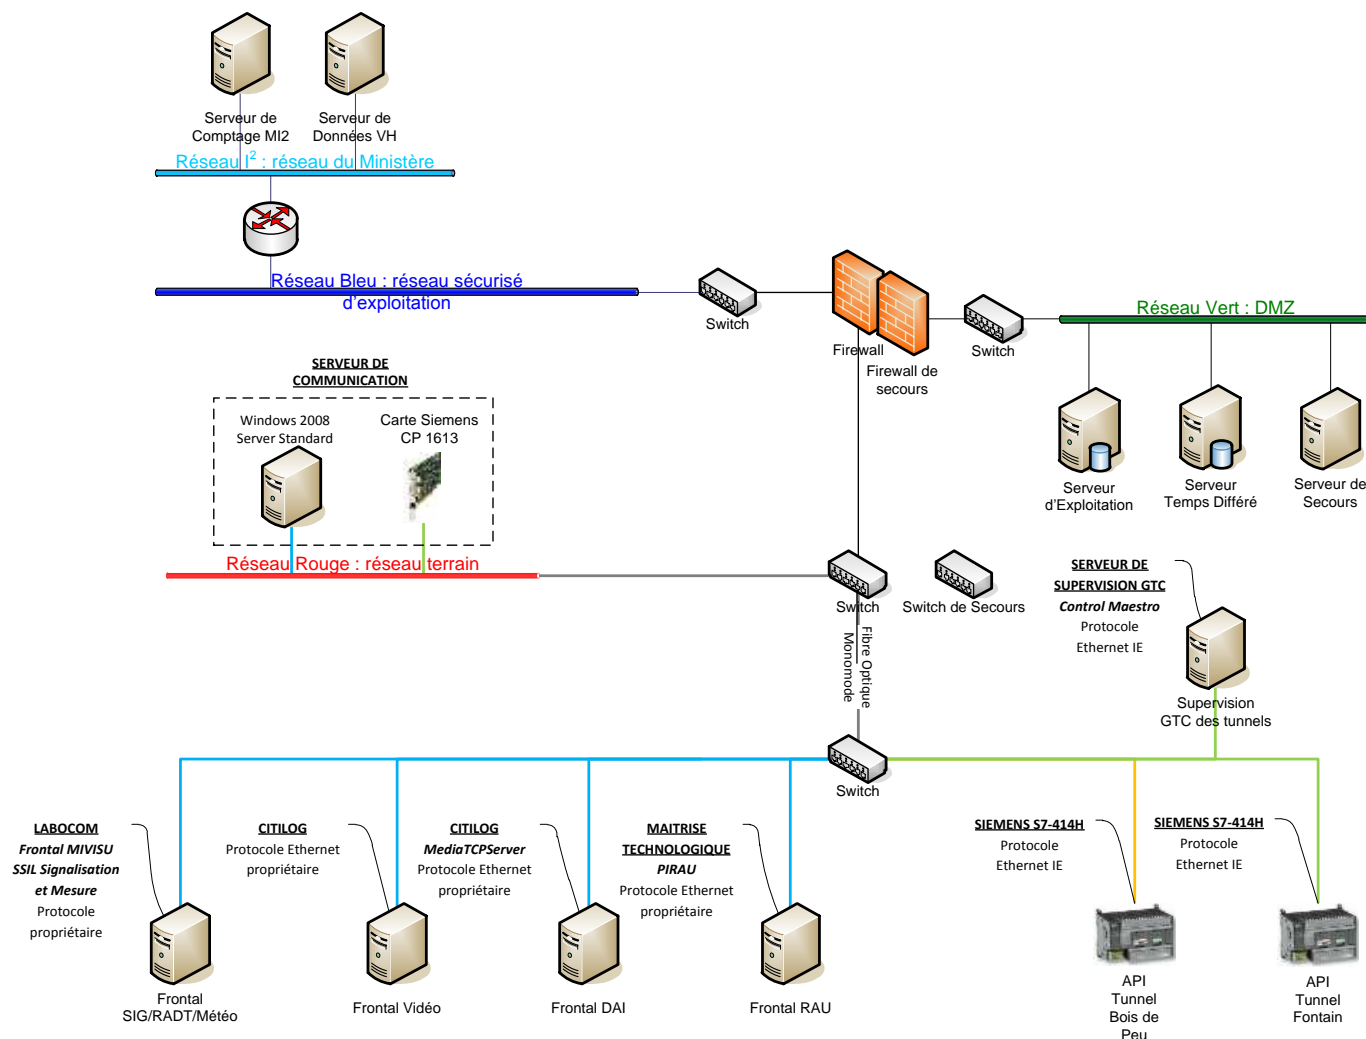 Serveur de
Comptage MI2
Serveur de
Données VH
Réseau I² : réseau du Ministère
Réseau Bleu : réseau sécurisé
d'exploitation
Switch
Firewall
Firewall de
secours
Switch
Réseau Vert : DMZ
Serveur
d'Exploitation
Serveur
Temps Différé
Serveur de
Secours
SERVEUR DE
COMMUNICATION
Windows 2008
Server Standard
Carte Siemens
CP 1613
Réseau Rouge : réseau terrain
Switch
Switch de Secours
Fibre Optique
Monomode
SERVEUR DE
SUPERVISION GTC
Control Maestro
Protocole
Ethernet IE
Supervision
GTC des tunnels
Switch
LABOCOM
Frontal MIVISU
SSIL Signalisation
et Mesure
Protocole
propriétaire
Frontal
SIG/RADT/Météo
CITILOG
Protocole Ethernet
propriétaire
Frontal Vidéo
CITILOG
MediaTCPServer
Protocole Ethernet
propriétaire
Frontal DAI
MAITRISE
TECHNOLOGIQUE
PIRAU
Protocole Ethernet
propriétaire
Frontal RAU
SIEMENS S7-414H
Protocole
Ethernet IE
API
Tunnel
Bois de
Peu
SIEMENS S7-414H
Protocole
Ethernet IE
API
Tunnel
Fontain